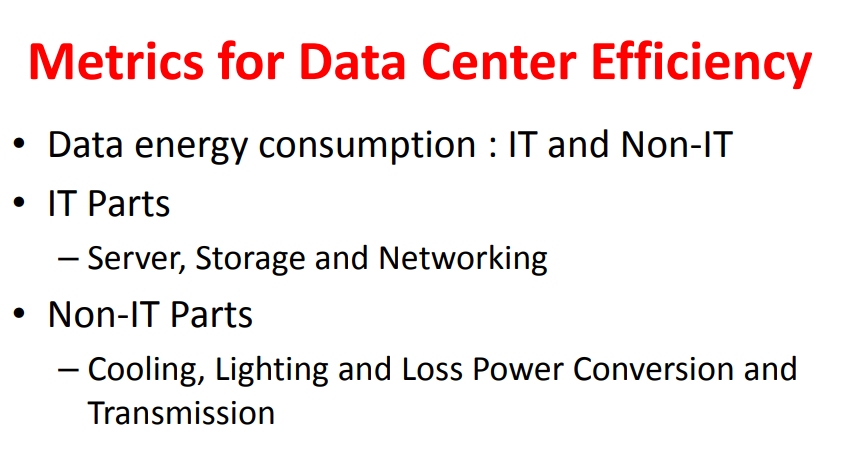 Metrics for Data Center Efficiency
• Data energy consumption : IT and Non-IT
• IT Parts
– Server, Storage and Networking
• Non-IT Parts
– Cooling, Lighting and Loss Power Conversion and
Transmission